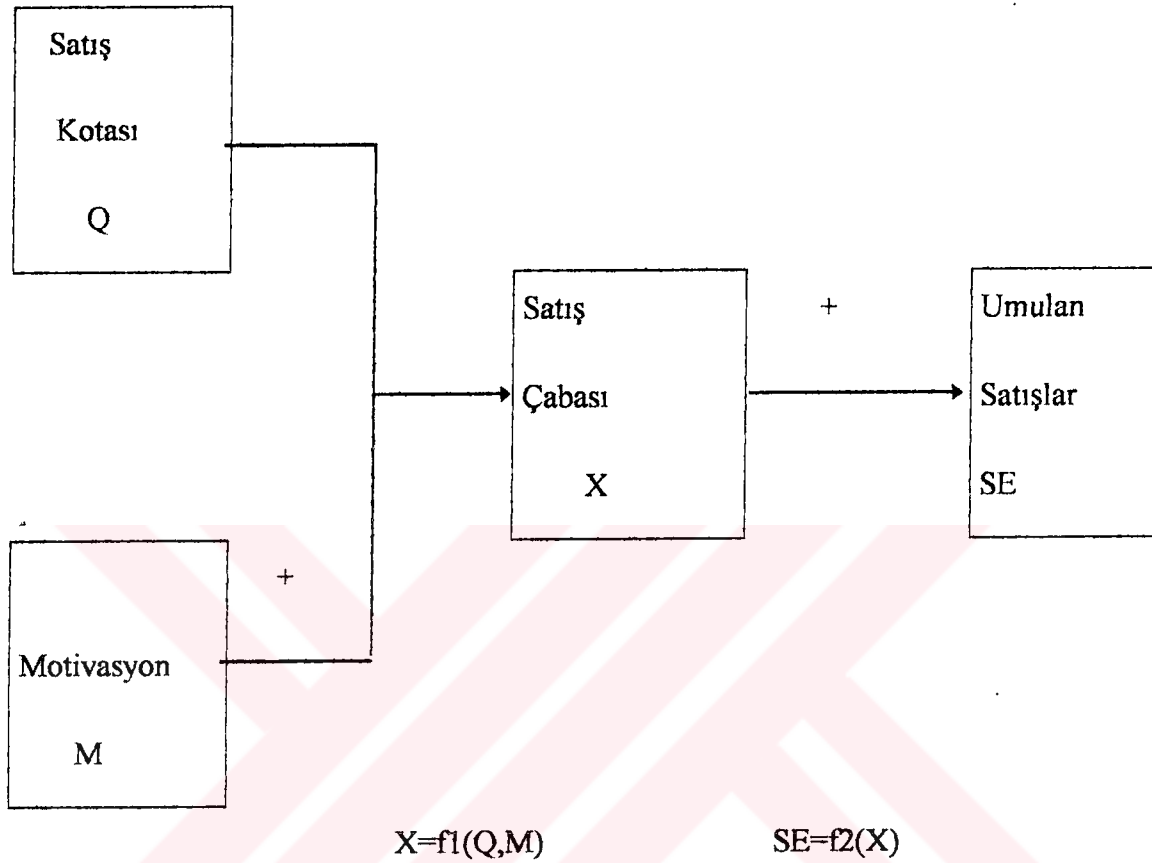 Satış
Kotası
Q
Satış
Çabası
X
+
Umulan
Satışlar
SE
+
Motivasyon
M
X=f1(Q,M)
SE=f2(X)